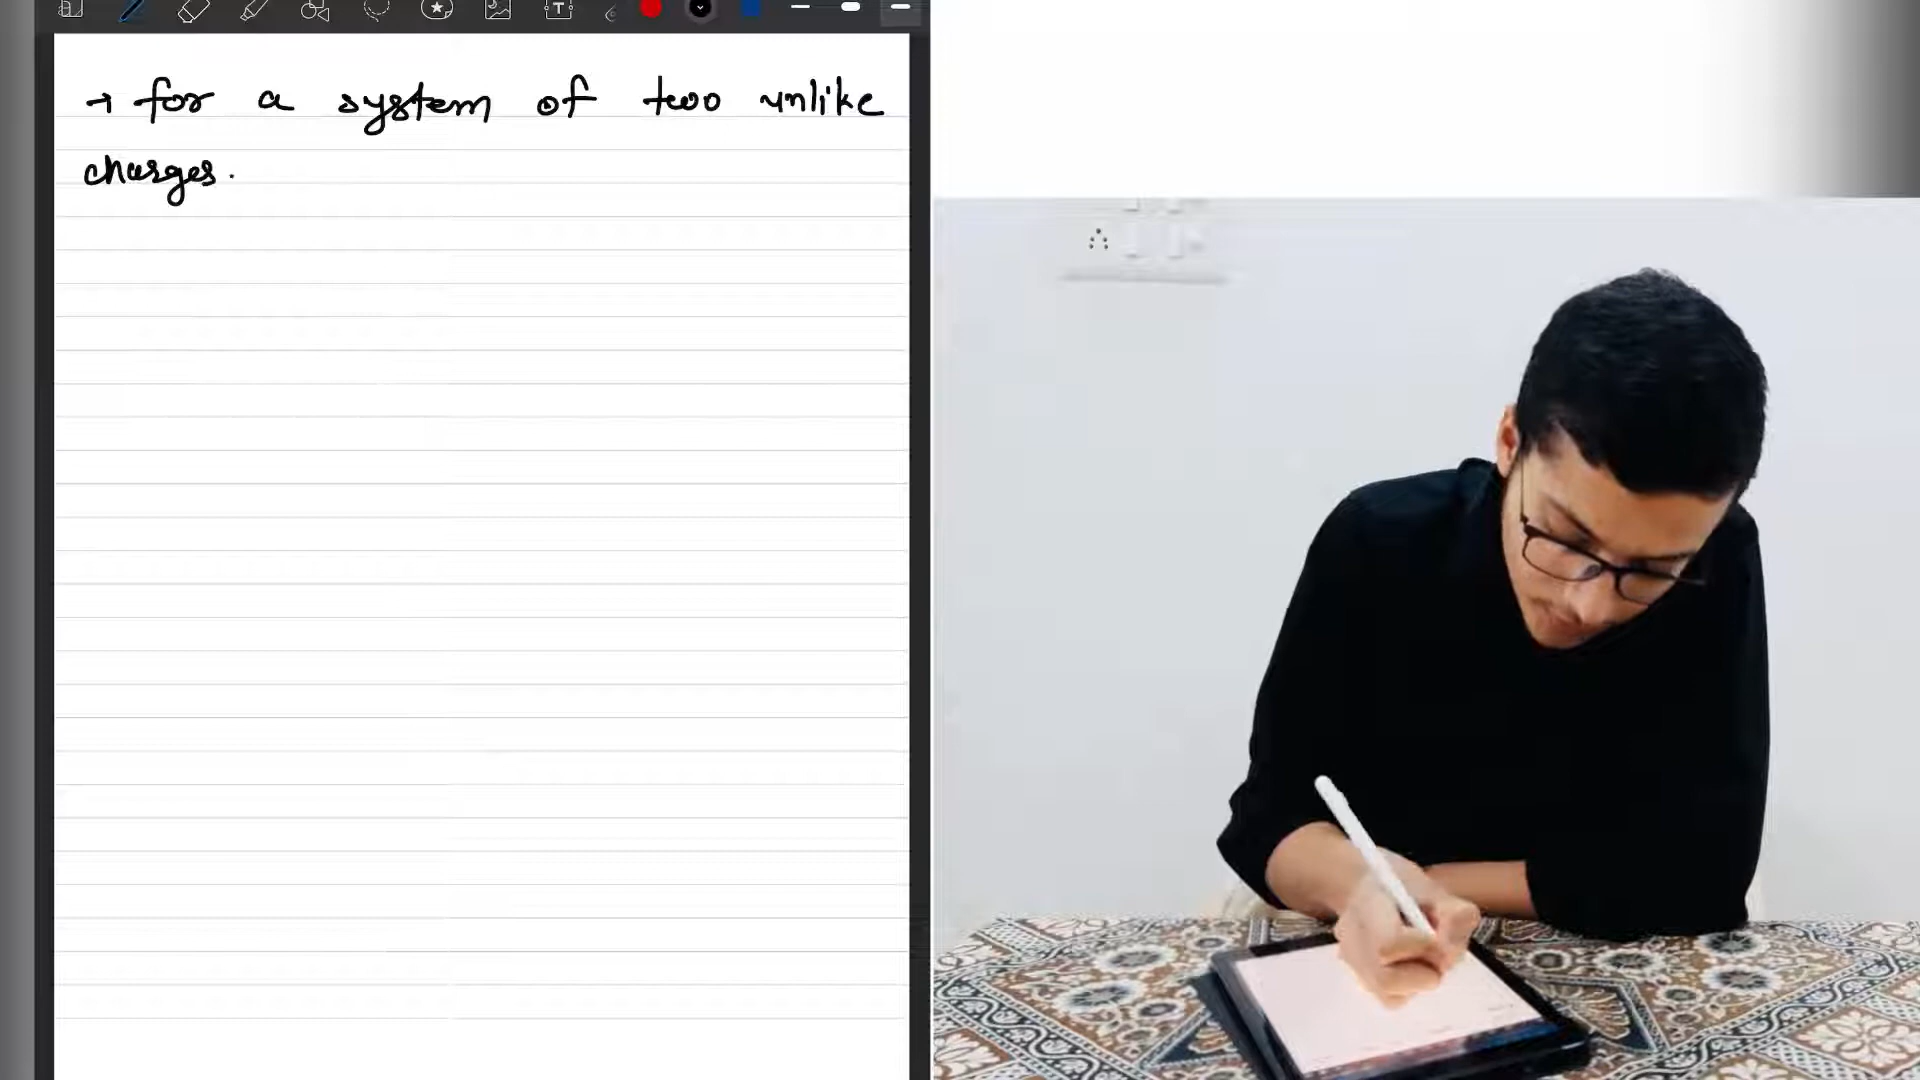 → for a system of two unlike
charges.